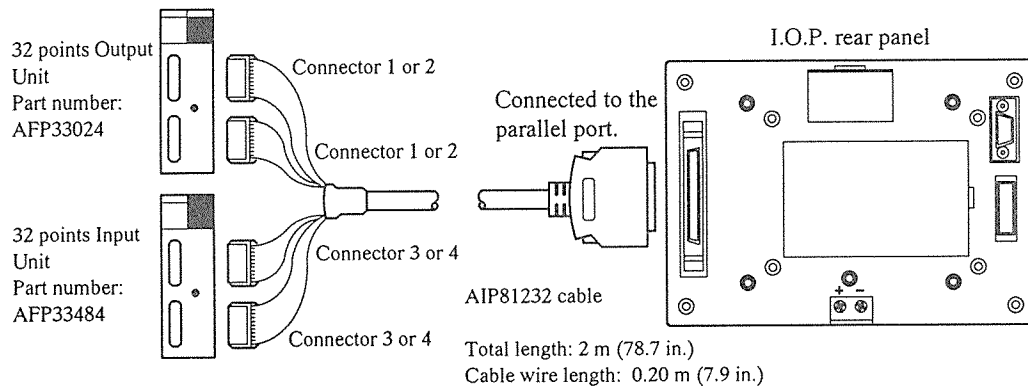 32 points Output
Unit
Part number:
AFP33024
Connector 1 or 2
Connector 1 or 2
32 points Input
Unit
Part number:
AFP33484
Connector 3 or 4
Connector 3 or 4
Connected to the
parallel port.
AIP81232 cable
Total length: 2 m (78.7 in.)
Cable wire length: 0.20 m (7.9 in.)
I.O.P. rear panel
+ −